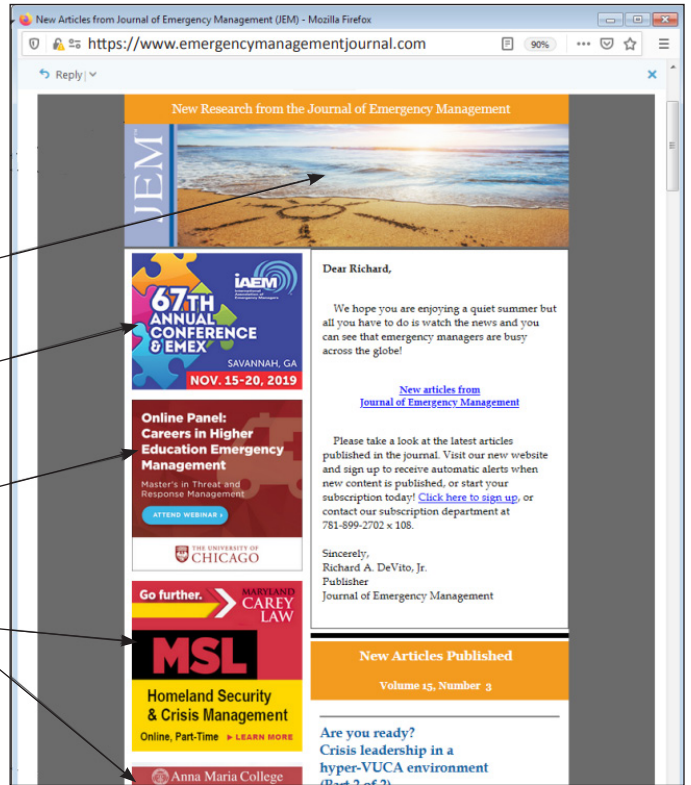 New Articles from Journal of Emergency Management (JEM) - Mozilla Firefox
https://www.emergencymanagementjournal.com
90%
Reply
New Research from the Journal of Emergency Management
JEM
iAEM
International
Association of
Emergency Managers
67TH
ANNUAL
CONFERENCE
& EMEX
SAVANNAH, GA
NOV. 15-20, 2019
Online Panel:
Careers in Higher
Education Emergency
Management
Master's in Threat and
Response Management
ATTEND WEBINAR ›
THE UNIVERSITY OF
CHICAGO
Go further.
MARYLAND
CAREY
LAW
MSL
Homeland Security
& Crisis Management
Online, Part-Time ► LEARN MORE
Anna Maria College
Dear Richard,
We hope you are enjoying a quiet summer but
all you have to do is watch the news and you
can see that emergency managers are busy
across the globe!
New articles from
Journal of Emergency Management
Please take a look at the latest articles
published in the journal. Visit our new website
and sign up to receive automatic alerts when
new content is published, or start your
subscription today! Click here to sign up, or
contact our subscription department at
781-899-2702 x 108.
Sincerely,
Richard A. DeVito, Jr.
Publisher
Journal of Emergency Management
New Articles Published
Volume 15, Number 3
Are you ready?
Crisis leadership in a
hyper-VUCA environment
(Part 2 of 2)